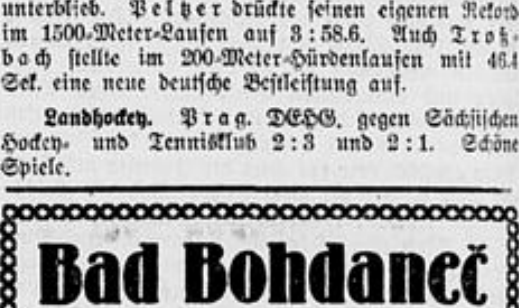 unterblieb. Peltzer drückte seinen eigenen Rekord
im 1500-Meter-Laufen auf 3:58.6. Auch Troß-
bach stellte im 200-Meter-Hürdenlaufen mit 46.4
Sek. eine neue deutsche Bestleistung auf.
Landhockey. Prag. DEHG. gegen Sächsischen
Hockey- und Tennisklub 2:3 und 2:1. Schöne
Spiele.
Bad Bohdaneč